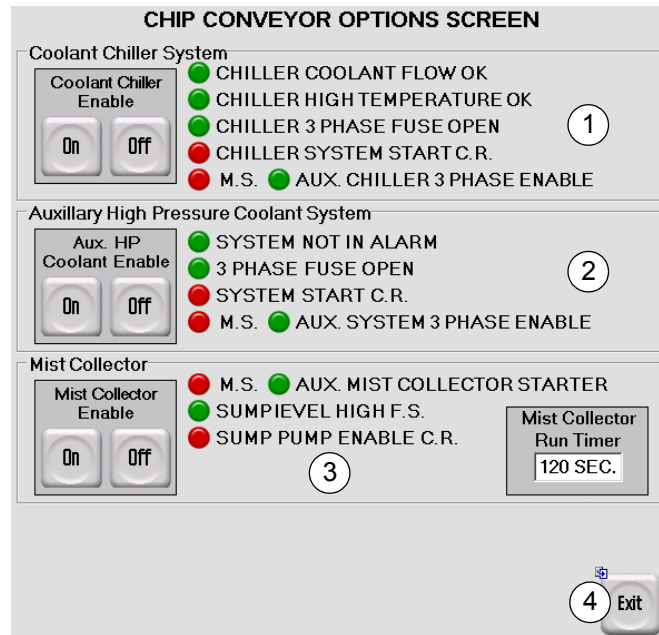 CHIP CONVEYOR OPTIONS SCREEN
Coolant Chiller System
Coolant Chiller
Enable
On Off
CHILLER COOLANT FLOW OK
CHILLER HIGH TEMPERATURE OK
CHILLER 3 PHASE FUSE OPEN
CHILLER SYSTEM START C.R.
M.S. AUX. CHILLER 3 PHASE ENABLE
1
Auxillary High Pressure Coolant System
Aux. HP
Coolant Enable
On Off
SYSTEM NOT IN ALARM
3 PHASE FUSE OPEN
SYSTEM START C.R.
M.S. AUX. SYSTEM 3 PHASE ENABLE
2
Mist Collector
Mist Collector
Enable
On Off
M.S. AUX. MIST COLLECTOR STARTER
SUMPIEVEL HIGH F.S.
SUMP PUMP ENABLE C.R.
3
Mist Collector
Run Timer
120 SEC.
4
Exit